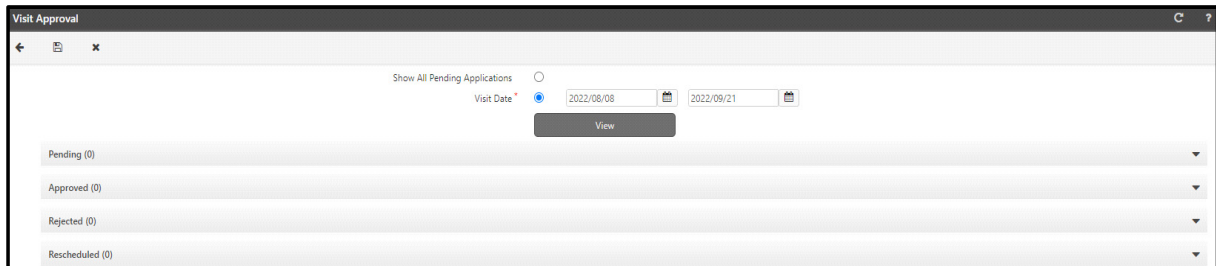 Visit Approval ?
Show All Pending Applications
Visit Date * 2022/08/08 2022/09/21
View
Pending (0)
Approved (0)
Rejected (0)
Rescheduled (0)